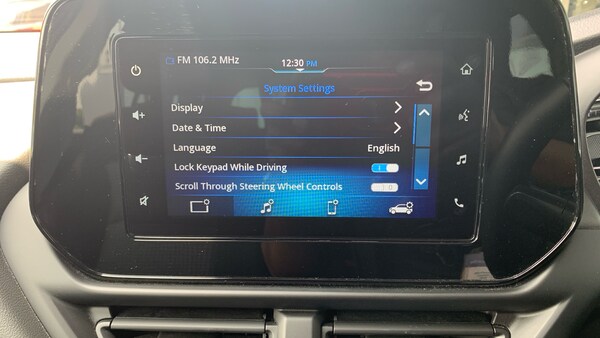 FM 106.2 MHz
12:30 PM
System Settings
Display
Date & Time
Language English
Lock Keypad While Driving
Scroll Through Steering Wheel Controls